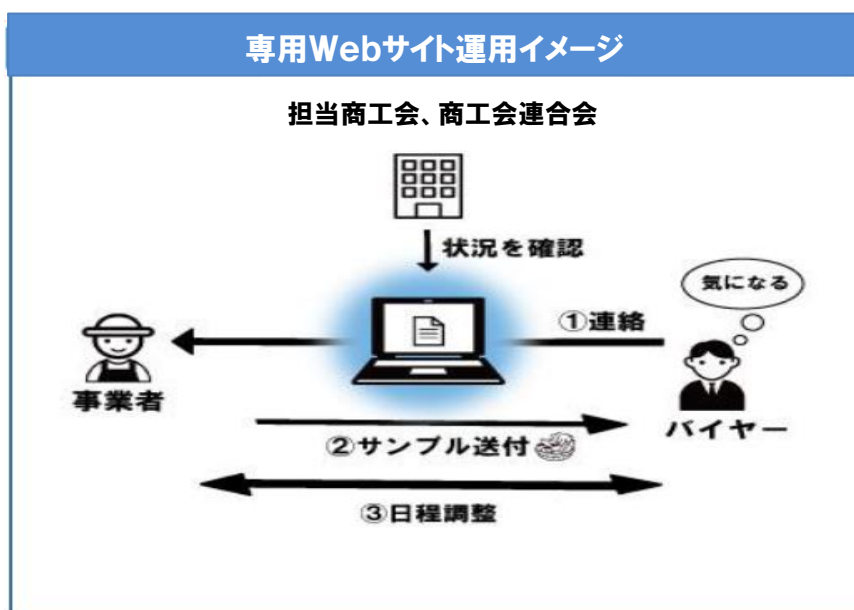 専用Webサイト運用イメージ
担当商工会、商工会連合会
状況を確認
気になる
①連絡
事業者
バイヤー
②サンプル送付
③日程調整